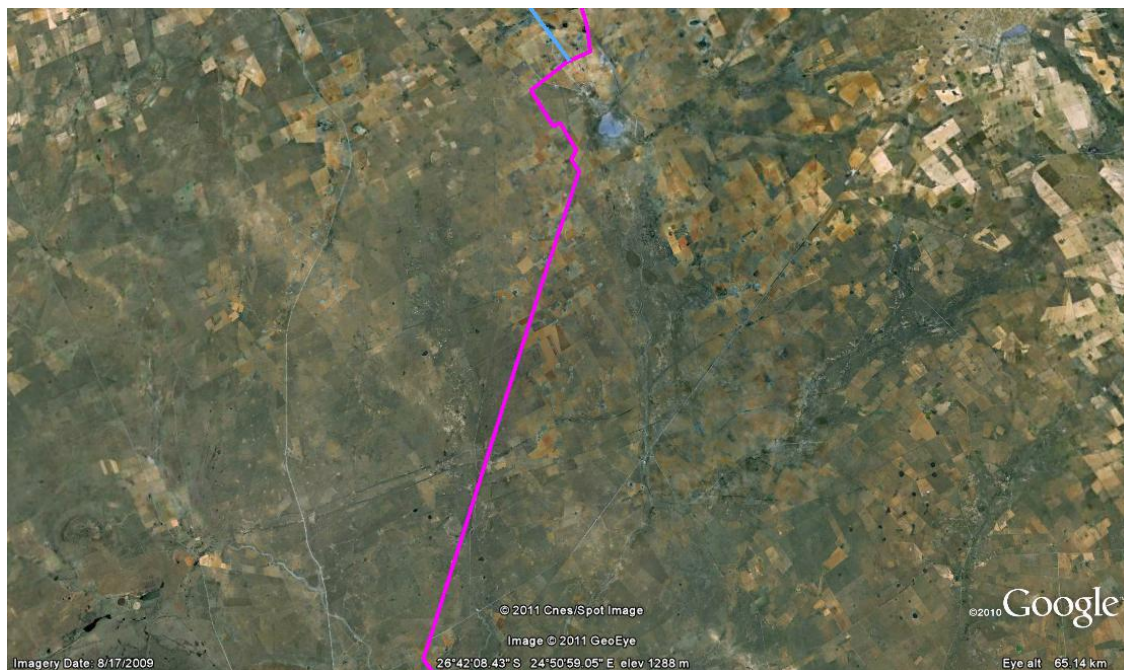 © 2011 Cnes/Spot Image
©2010 Google
Image © 2011 GeoEye
Imagery Date: 8/17/2009 26°42'08.43" S 24°50'59.05" E elev 1288 m Eye alt 65.14 km